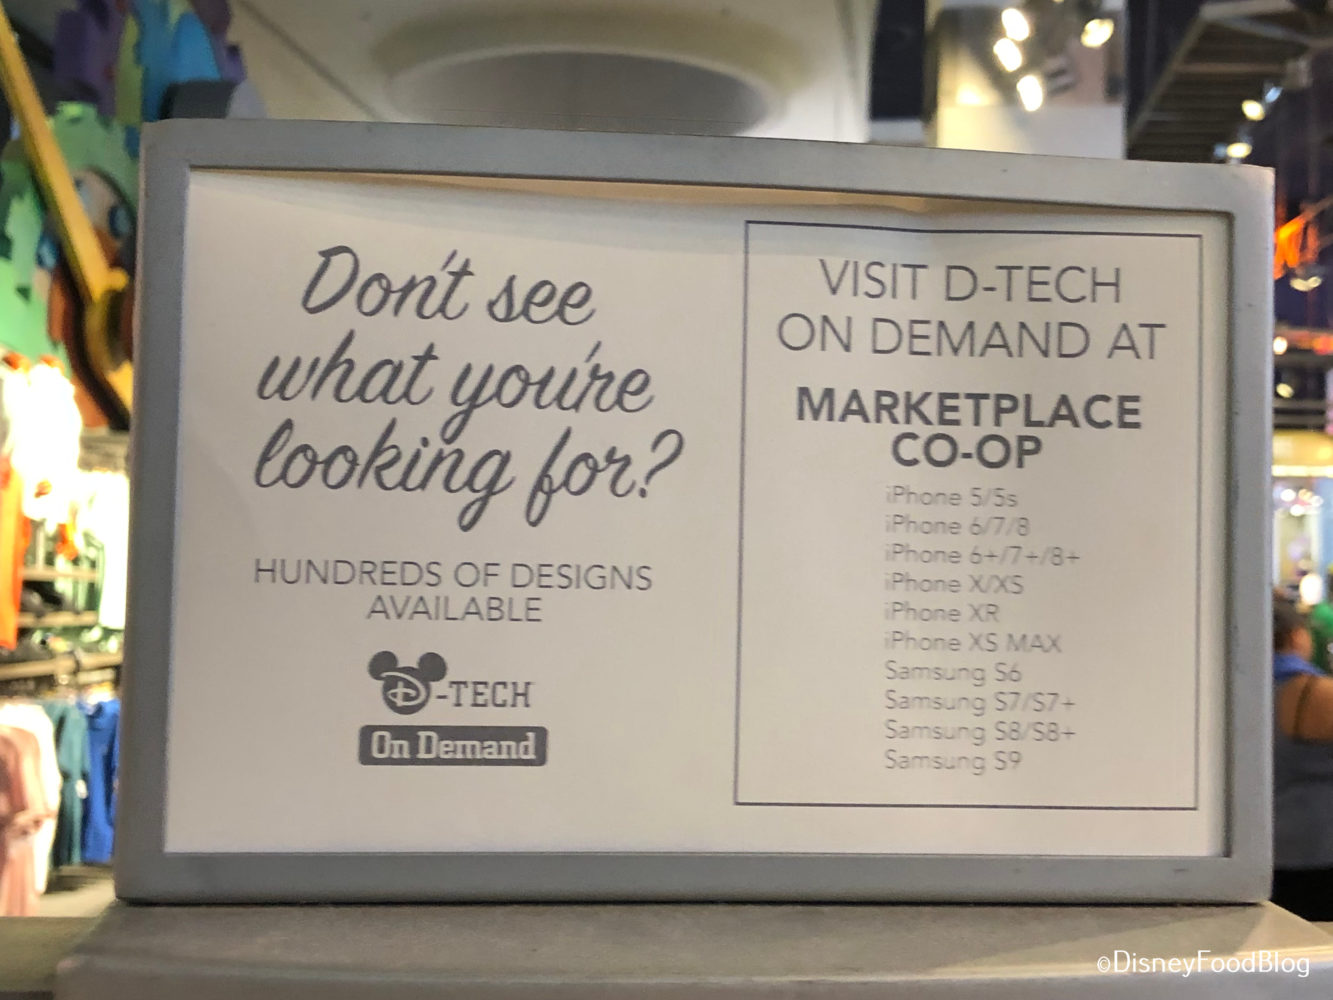 Don't see
what you're
looking for?
HUNDREDS OF DESIGNS
AVAILABLE
D-TECH
On Demand
VISIT D-TECH
ON DEMAND AT
MARKETPLACE
CO-OP
iPhone 5/5s
iPhone 6/7/8
iPhone 6+/7+/8+
iPhone X/XS
iPhone XR
iPhone XS MAX
Samsung S6
Samsung S7/S7+
Samsung S8/S8+
Samsung S9
©DisneyFoodBlog